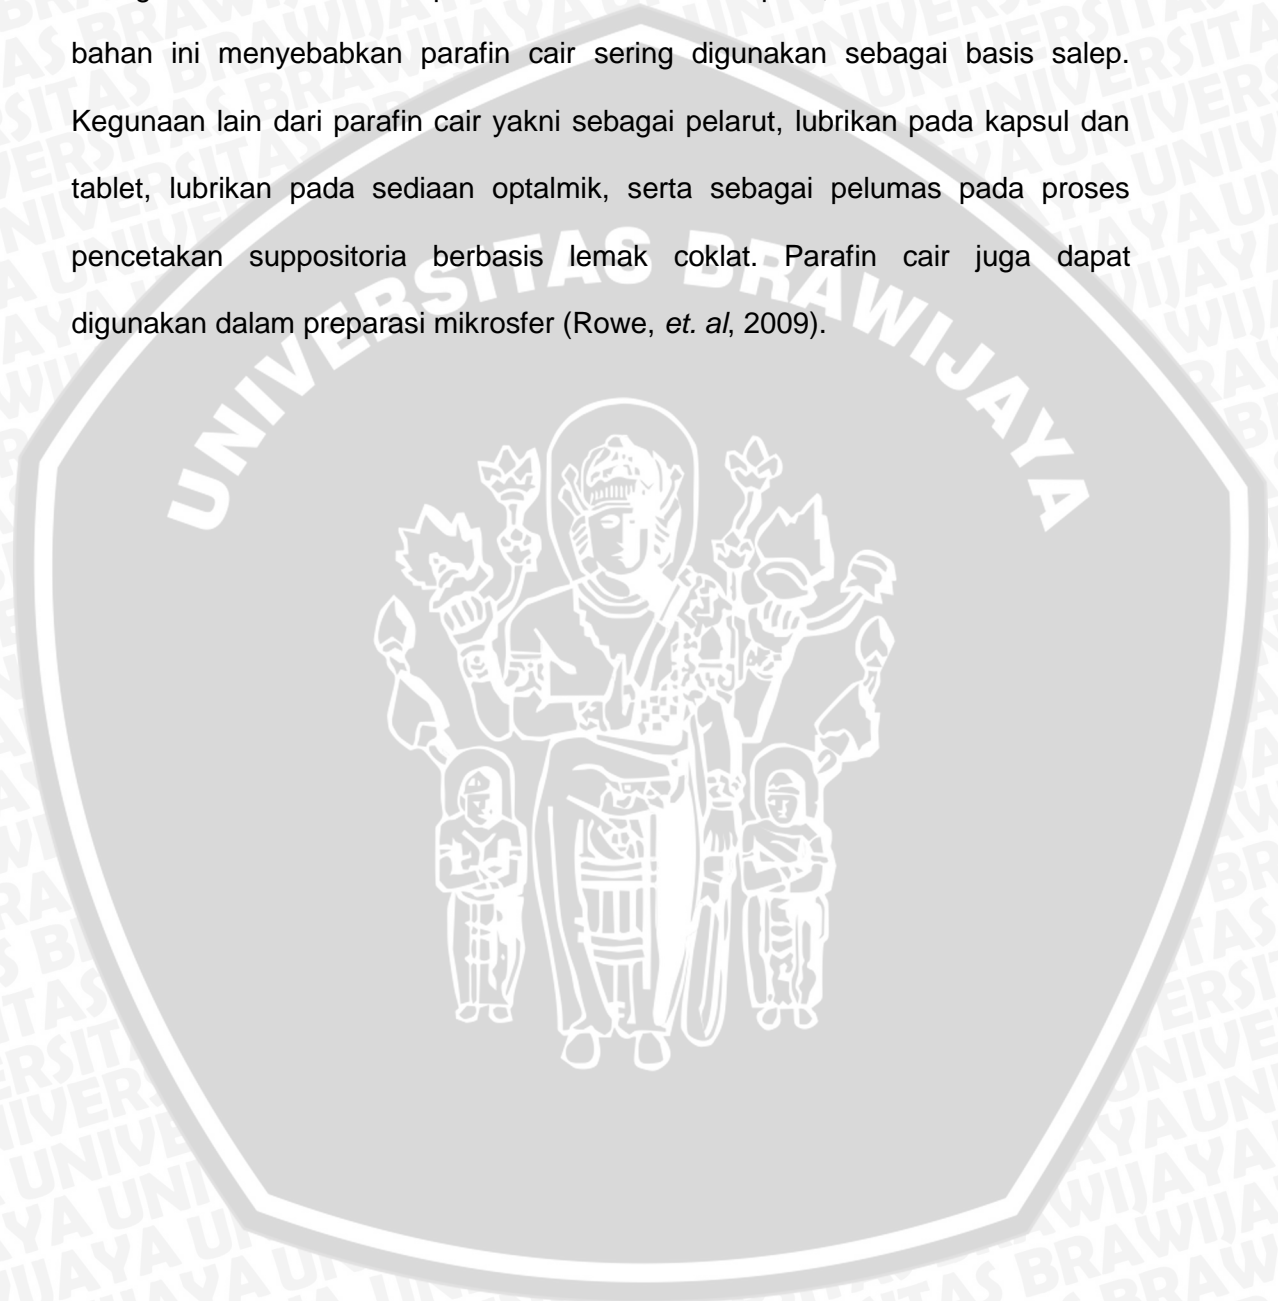 bahan ini menyebabkan parafin cair sering digunakan sebagai basis salep.
Kegunaan lain dari parafin cair yakni sebagai pelarut, lubrikan pada kapsul dan
tablet, lubrikan pada sediaan optalmik, serta sebagai pelumas pada proses
pencetakan suppositoria berbasis lemak coklat. Parafin cair juga dapat
digunakan dalam preparasi mikrosfer (Rowe, et. al, 2009).
UNIVERSITAS BRAWIJAYA